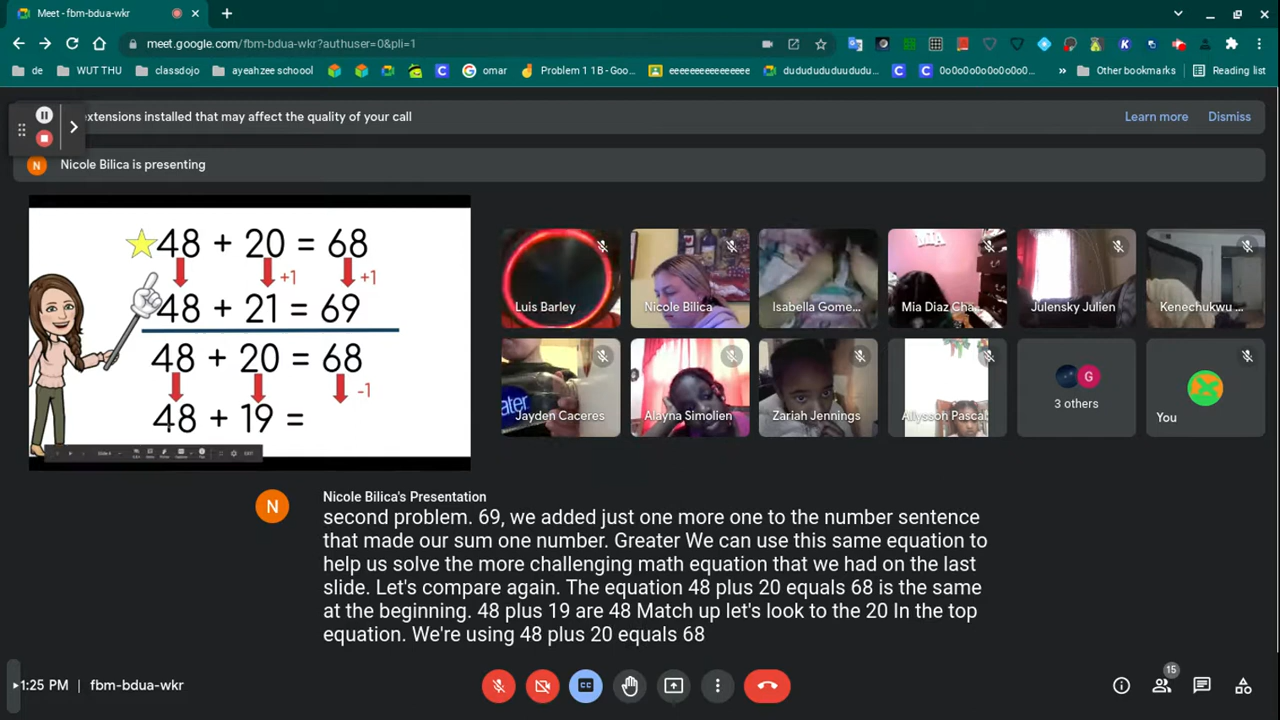 Meet - fbm-bdua-wkr
meet.google.com/fbm-bdua-wkr?authuser=0&pli=1
de WUT THU classdojo ayeahzee schoool omar Problem 1 1B - Goo... eeeeeeeeeeeeeee dududududuududu... 0o0o0o0o0o0o0o... » Other bookmarks Reading list
extensions installed that may affect the quality of your call Learn more Dismiss
N Nicole Bilica is presenting
48 + 20 = 68
+1 +1
48 + 21 = 69
48 + 20 = 68
-1
48 + 19 =
Luis Barley Nicole Bilica Isabella Gome... Mia Diaz Cha... Julensky Julien Kenechukwu ...
Jayden Caceres Alayna Simolien Zariah Jennings Allysson Pascal G 3 others You
N Nicole Bilica's Presentation
second problem. 69, we added just one more one to the number sentence
that made our sum one number. Greater We can use this same equation to
help us solve the more challenging math equation that we had on the last
slide. Let's compare again. The equation 48 plus 20 equals 68 is the same
at the beginning. 48 plus 19 are 48 Match up let's look to the 20 In the top
equation. We're using 48 plus 20 equals 68
1:25 PM fbm-bdua-wkr CC 15